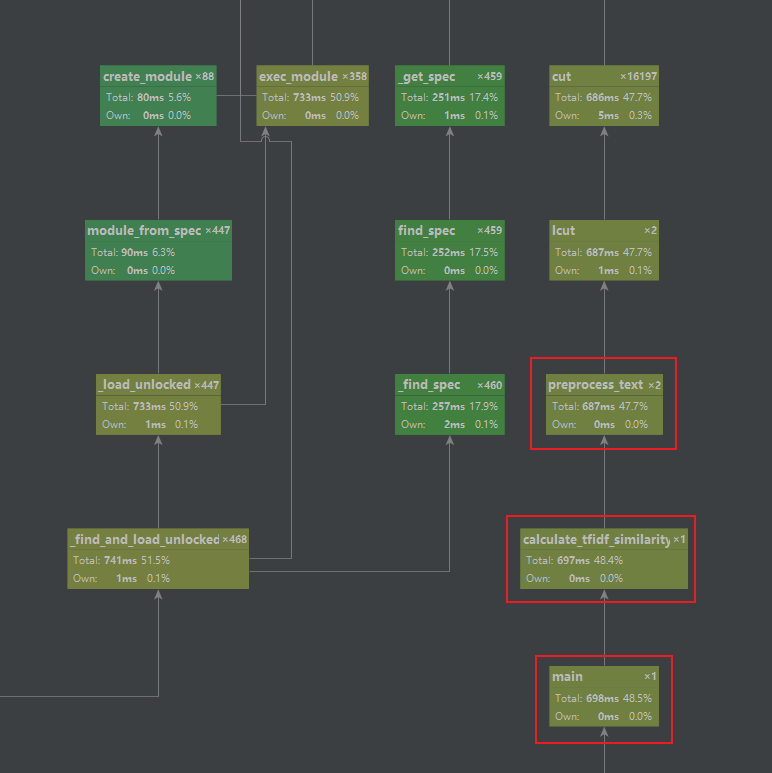 create_module ×88
Total: 80ms 5.6%
Own: 0ms 0.0%
exec_module ×358
Total: 733ms 50.9%
Own: 0ms 0.0%
_get_spec ×459
Total: 251ms 17.4%
Own: 1ms 0.1%
cut ×16197
Total: 686ms 47.7%
Own: 5ms 0.3%
module_from_spec ×447
Total: 90ms 6.3%
Own: 0ms 0.0%
find_spec ×459
Total: 252ms 17.5%
Own: 0ms 0.0%
lcut ×2
Total: 687ms 47.7%
Own: 1ms 0.1%
_load_unlocked ×447
Total: 733ms 50.9%
Own: 1ms 0.1%
_find_spec ×460
Total: 257ms 17.9%
Own: 2ms 0.1%
preprocess_text ×2
Total: 687ms 47.7%
Own: 0ms 0.0%
_find_and_load_unlocked ×468
Total: 741ms 51.5%
Own: 1ms 0.1%
calculate_tfidf_similarity ×1
Total: 697ms 48.4%
Own: 0ms 0.0%
main ×1
Total: 698ms 48.5%
Own: 0ms 0.0%